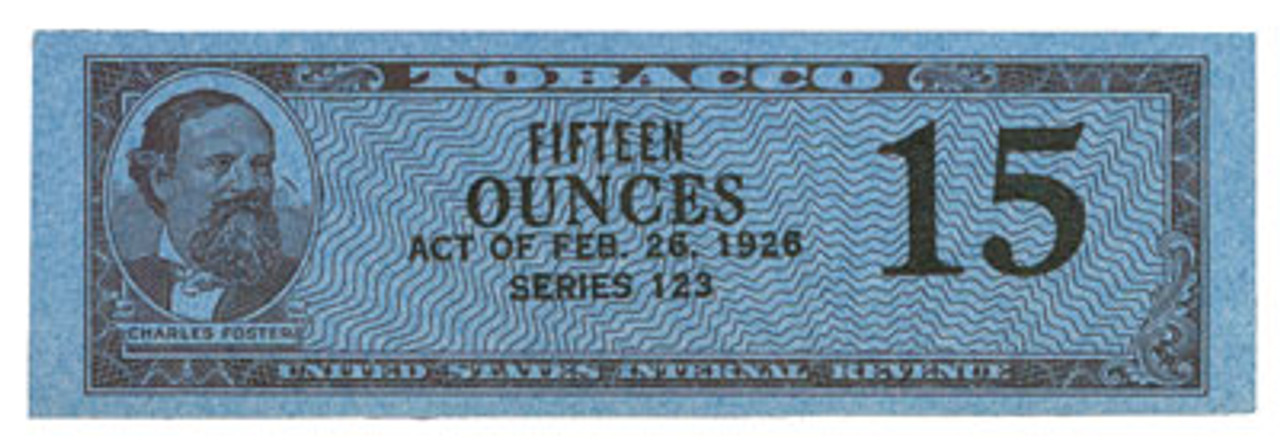 TOBACCO
FIFTEEN
OUNCES
ACT OF FEB. 26, 1926
SERIES 123
15
CHARLES FOSTER
UNITED STATES INTERNAL REVENUE